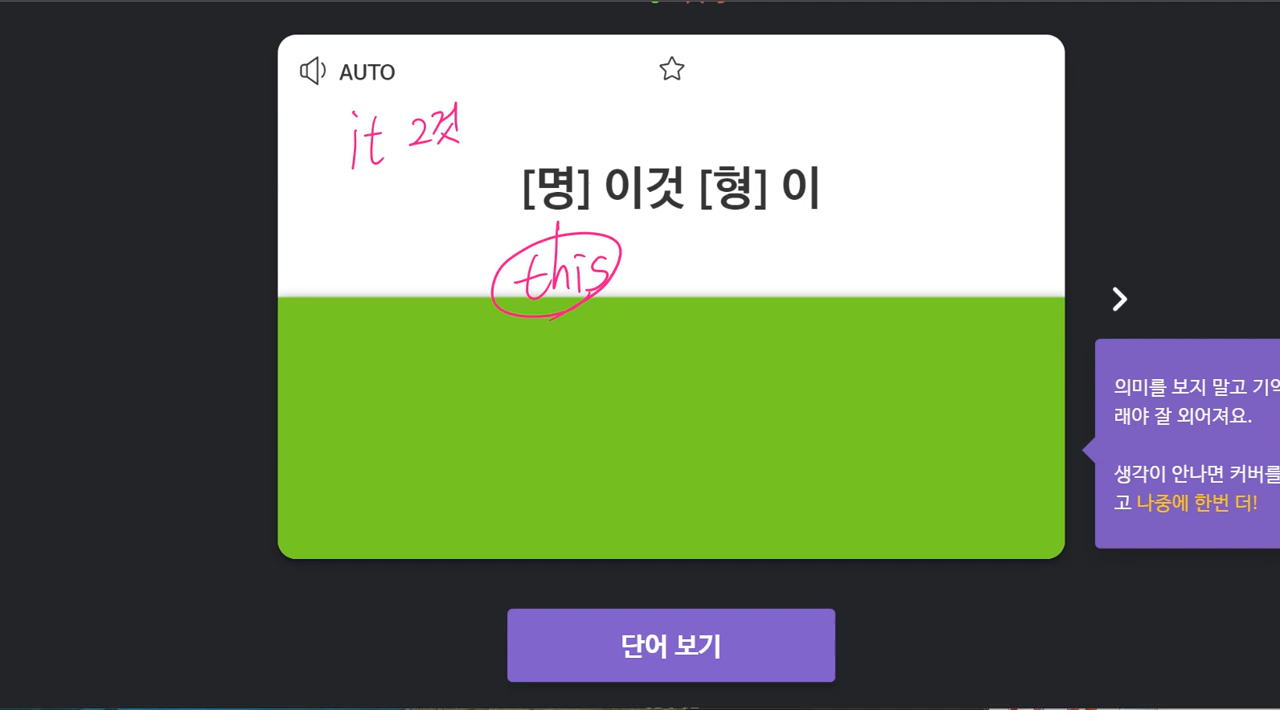 AUTO
it 그것
[명] 이것 [형] 이
this
의미를 보지 말고 기억
래야 잘 외어져요.
생각이 안나면 커버를
고 나중에 한번 더!
단어 보기